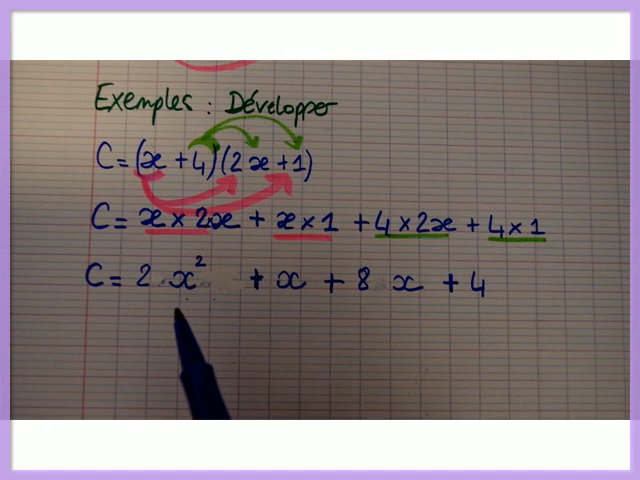 Exemples : Développer
C = (x + 4)(2x + 1)
C = x × 2x + x × 1 + 4 × 2x + 4 × 1
C = 2 x² + x + 8 x + 4